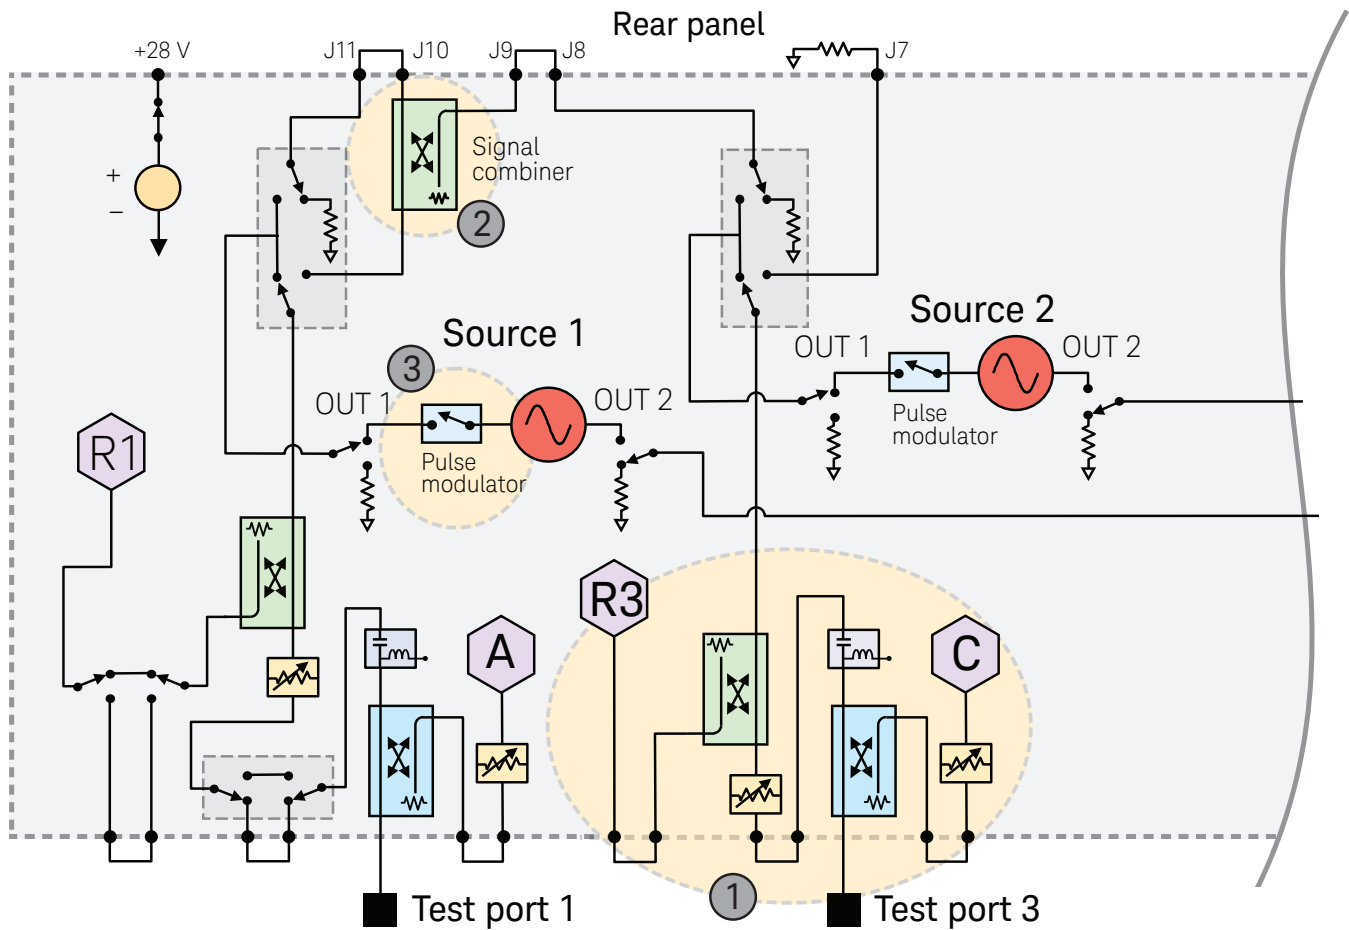 Rear panel
+28 V
J11
J10
J9
J8
J7
+
−
Signal
combiner
2
Source 1
3
OUT 1
OUT 2
Pulse
modulator
Source 2
OUT 1
OUT 2
Pulse
modulator
R1
A
R3
C
1
Test port 1
Test port 3